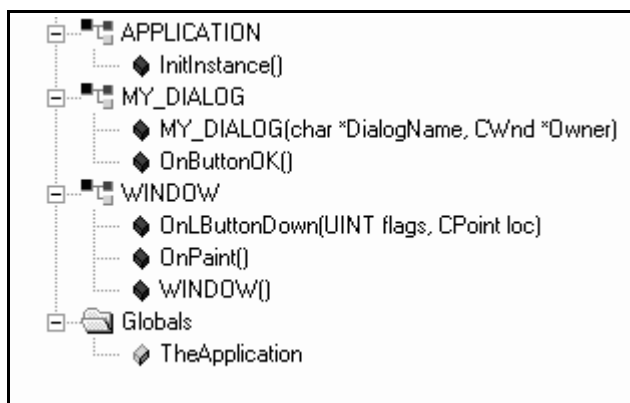 APPLICATION
InitInstance()
MY_DIALOG
MY_DIALOG(char *DialogName, CWnd *Owner)
OnButtonOK()
WINDOW
OnLButtonDown(UINT flags, CPoint loc)
OnPaint()
WINDOW()
Globals
TheApplication